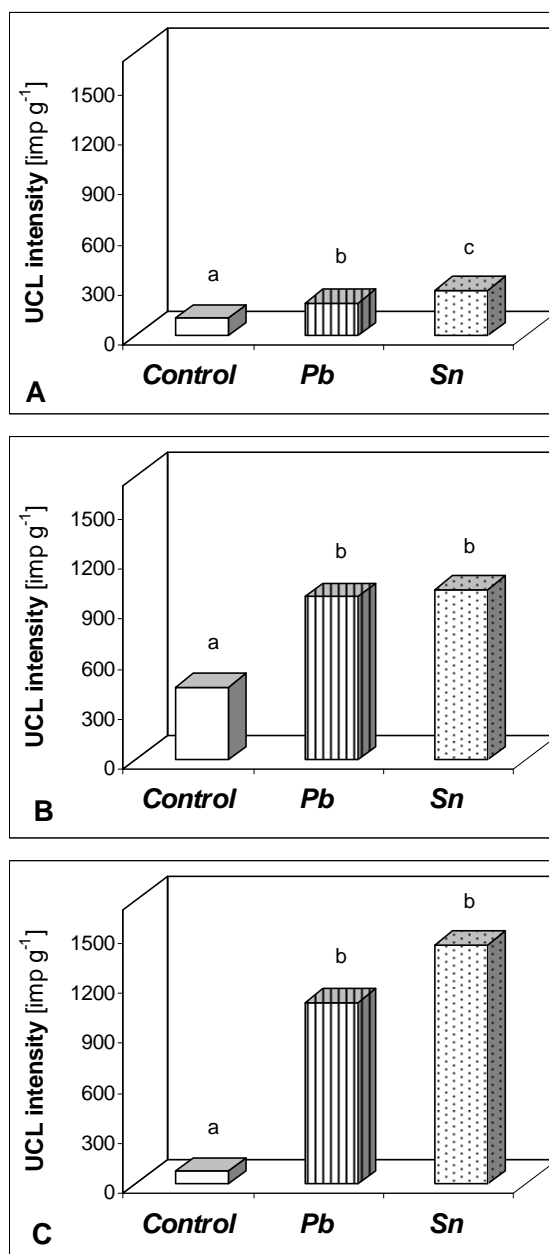 UCL intensity [imp g-1]
1500
1200
900
600
300
0
a
b
c
Control Pb Sn
A
UCL intensity [imp g-1]
1500
1200
900
600
300
0
a
b
b
Control Pb Sn
B
UCL intensity [imp g-1]
1500
1200
900
600
300
0
a
b
b
Control Pb Sn
C